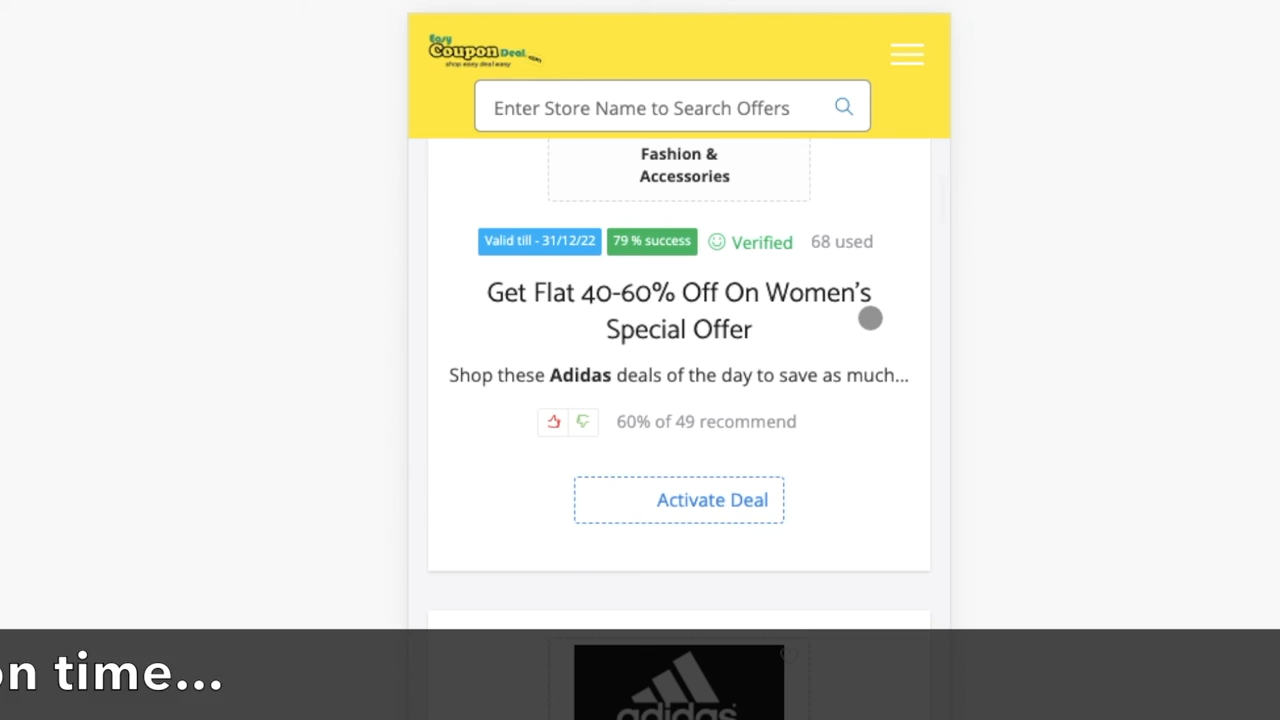 Easy
Coupon Deal.com
shop easy deal easy
Enter Store Name to Search Offers
Fashion &
Accessories
Valid till - 31/12/22 79 % success Verified 68 used
Get Flat 40-60% Off On Women's
Special Offer
Shop these Adidas deals of the day to save as much...
60% of 49 recommend
Activate Deal
on time...
adidas